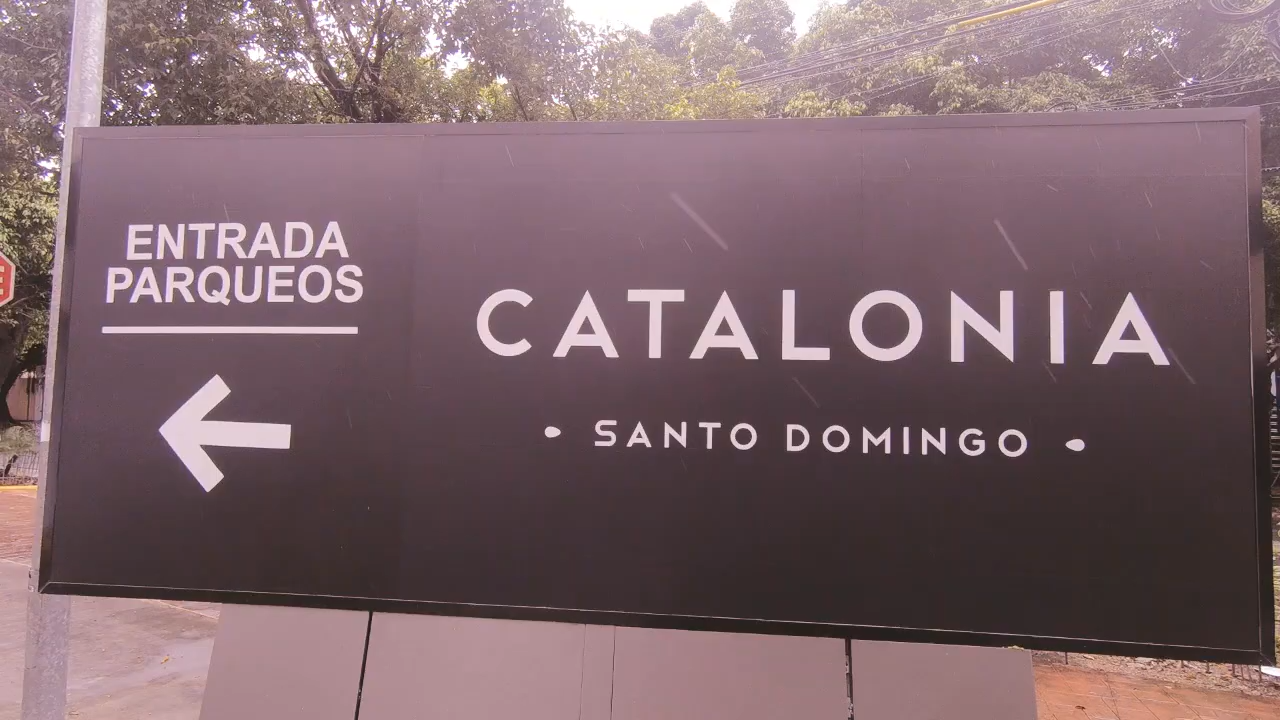 ENTRADA
PARQUEOS
CATALONIA
• SANTO DOMINGO •